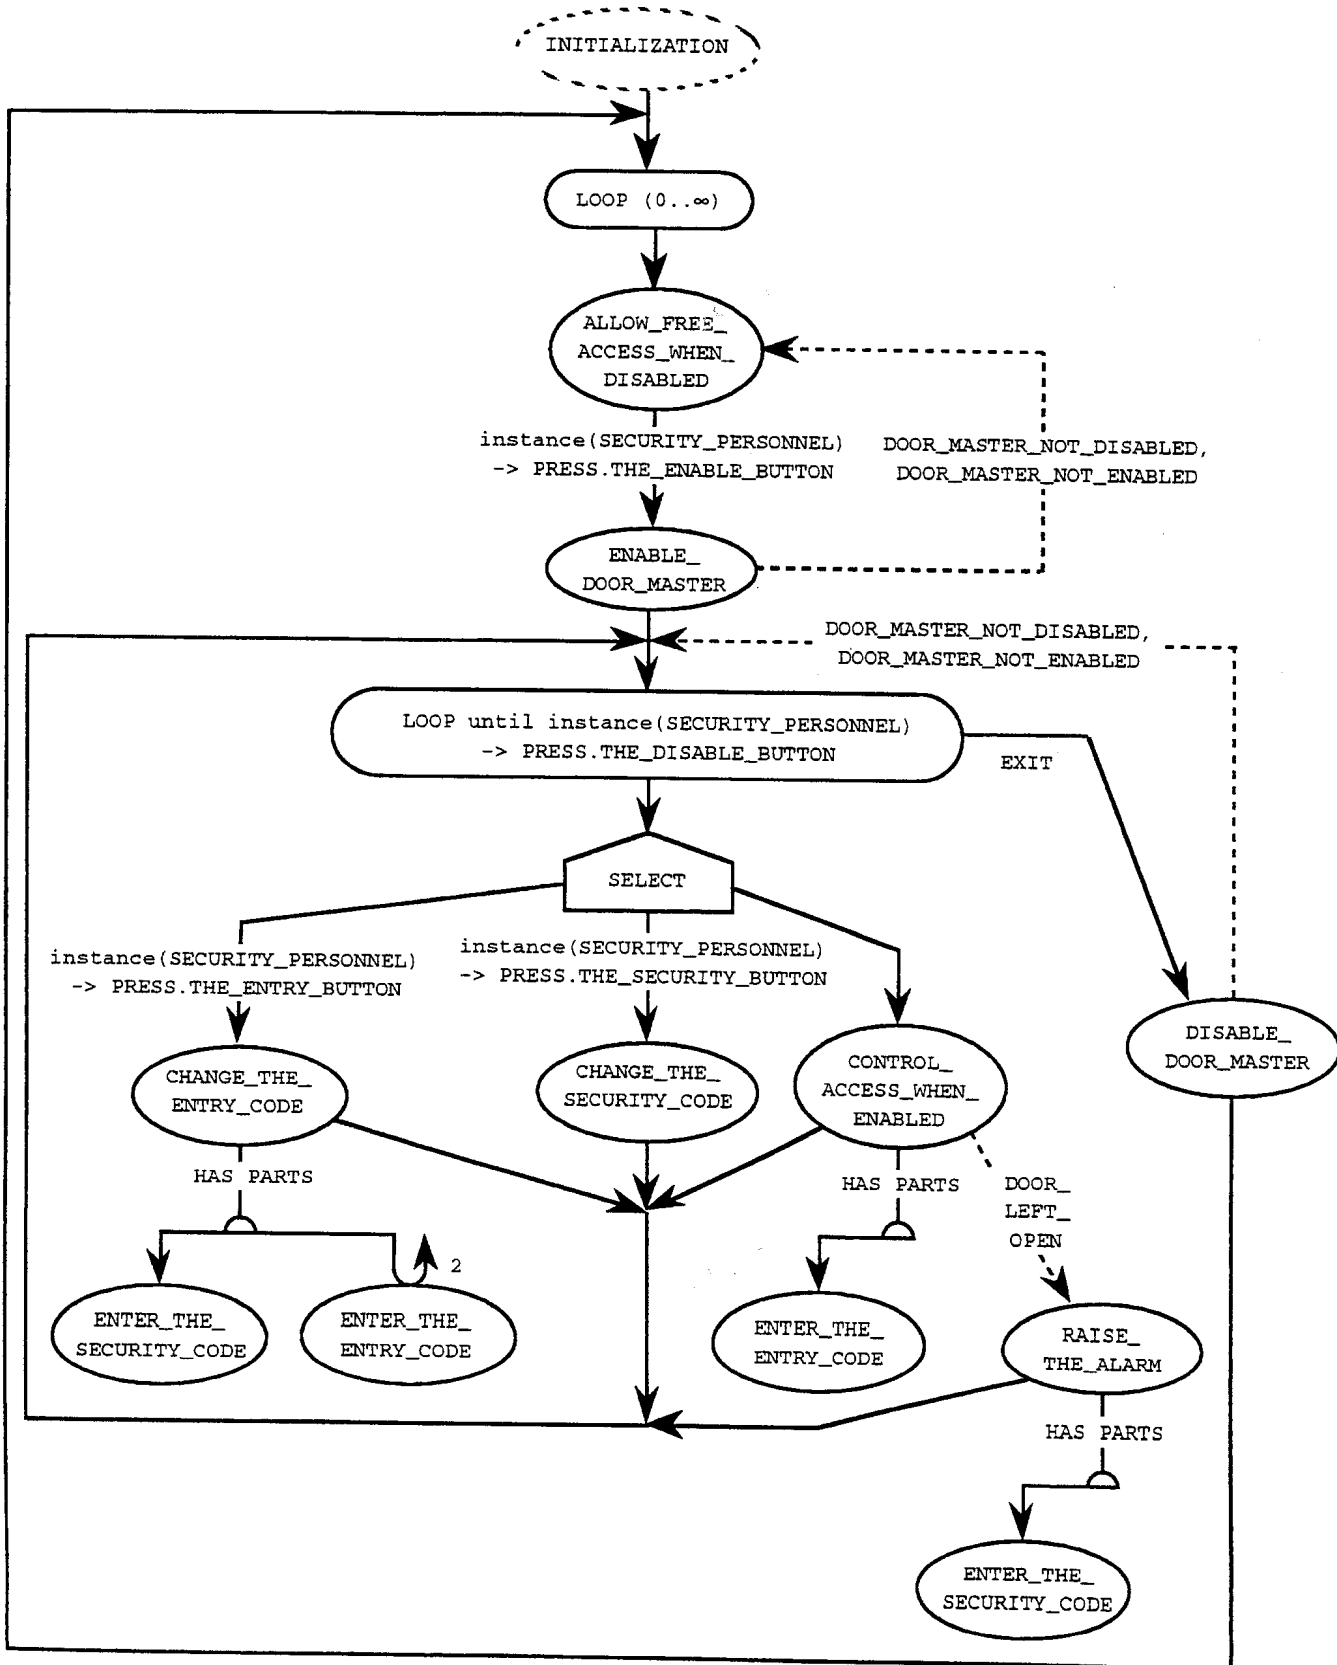 INITIALIZATION
LOOP (0..∞)
ALLOW_FREE_
ACCESS_WHEN_
DISABLED
instance(SECURITY_PERSONNEL)
-> PRESS.THE_ENABLE_BUTTON
DOOR_MASTER_NOT_DISABLED,
DOOR_MASTER_NOT_ENABLED
ENABLE_
DOOR_MASTER
DOOR_MASTER_NOT_DISABLED,
DOOR_MASTER_NOT_ENABLED
LOOP until instance(SECURITY_PERSONNEL)
-> PRESS.THE_DISABLE_BUTTON
EXIT
SELECT
instance(SECURITY_PERSONNEL)
-> PRESS.THE_ENTRY_BUTTON
instance(SECURITY_PERSONNEL)
-> PRESS.THE_SECURITY_BUTTON
CHANGE_THE_
ENTRY_CODE
CHANGE_THE_
SECURITY_CODE
CONTROL_
ACCESS_WHEN_
ENABLED
DISABLE_
DOOR_MASTER
HAS PARTS
HAS PARTS
DOOR_
LEFT_
OPEN
2
ENTER_THE_
SECURITY_CODE
ENTER_THE_
ENTRY_CODE
ENTER_THE_
ENTRY_CODE
RAISE_
THE_ALARM
HAS PARTS
ENTER_THE_
SECURITY_CODE